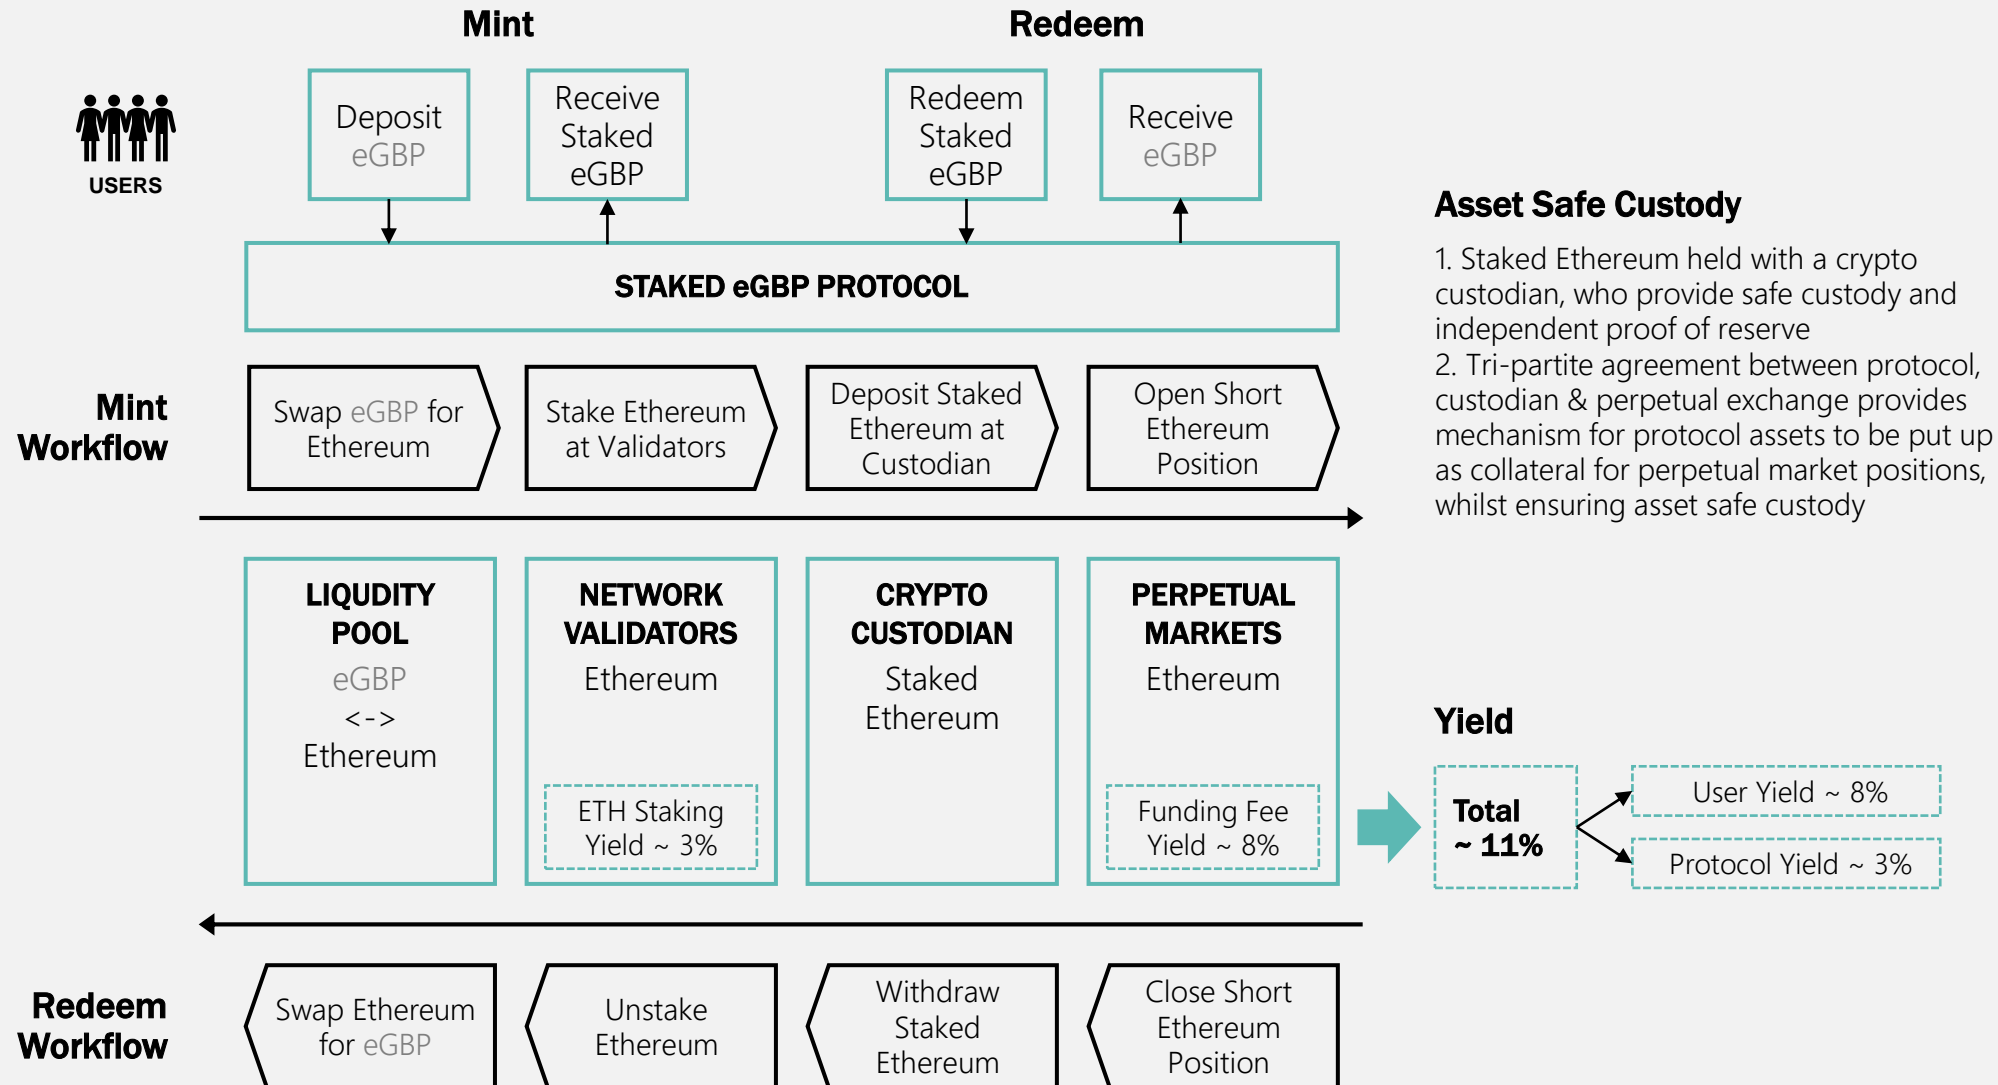 Mint
Redeem
USERS
Deposit
eGBP
Receive
Staked
eGBP
Redeem
Staked
eGBP
Receive
eGBP
STAKED eGBP PROTOCOL
Mint
Workflow
Swap eGBP for
Ethereum
Stake Ethereum
at Validators
Deposit Staked
Ethereum at
Custodian
Open Short
Ethereum
Position
Asset Safe Custody
1. Staked Ethereum held with a crypto
custodian, who provide safe custody and
independent proof of reserve
2. Tri-partite agreement between protocol,
custodian & perpetual exchange provides
mechanism for protocol assets to be put up
as collateral for perpetual market positions,
whilst ensuring asset safe custody
LIQUDITY
POOL
eGBP
<->
Ethereum
NETWORK
VALIDATORS
Ethereum
ETH Staking
Yield ~ 3%
CRYPTO
CUSTODIAN
Staked
Ethereum
PERPETUAL
MARKETS
Ethereum
Funding Fee
Yield ~ 8%
Yield
Total
~ 11%
User Yield ~ 8%
Protocol Yield ~ 3%
Redeem
Workflow
Swap Ethereum
for eGBP
Unstake
Ethereum
Withdraw
Staked
Ethereum
Close Short
Ethereum
Position